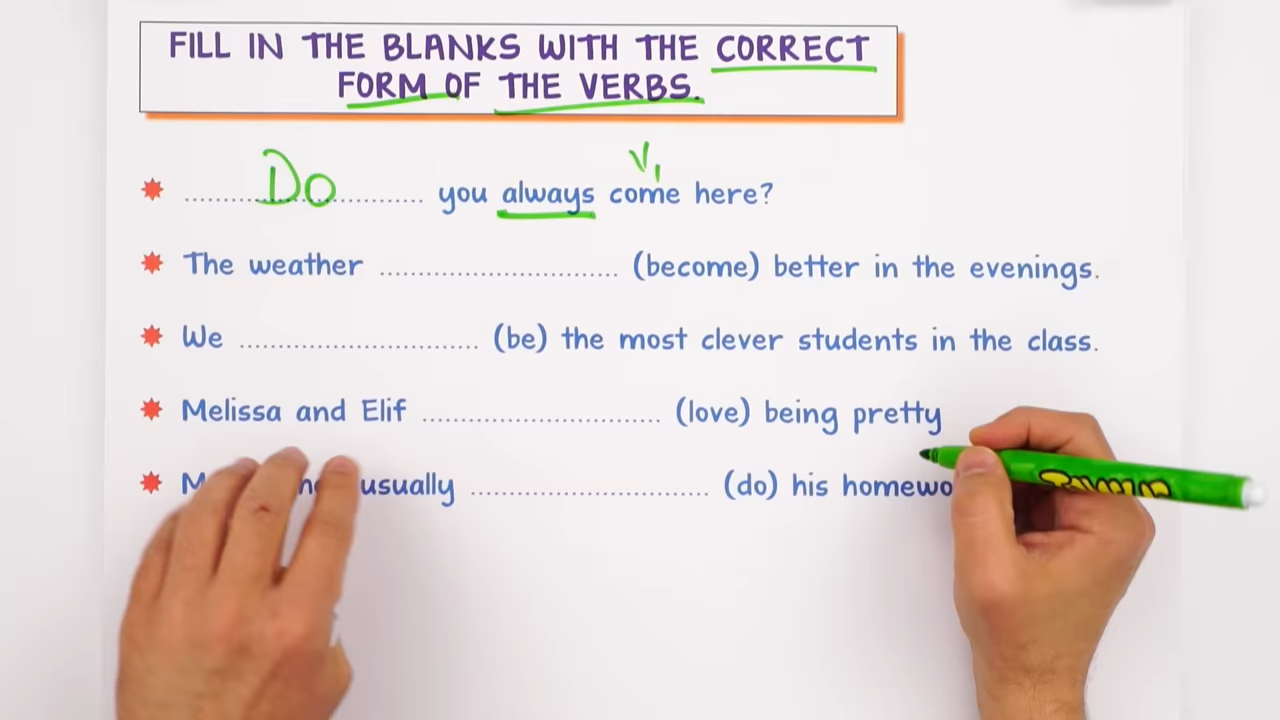 FILL IN THE BLANKS WITH THE CORRECT
FORM OF THE VERBS.
V1
Do you always come here?
The weather .............................. (become) better in the evenings.
We .............................. (be) the most clever students in the class.
Melissa and Elif .............................. (love) being pretty
usually .............................. (do) his